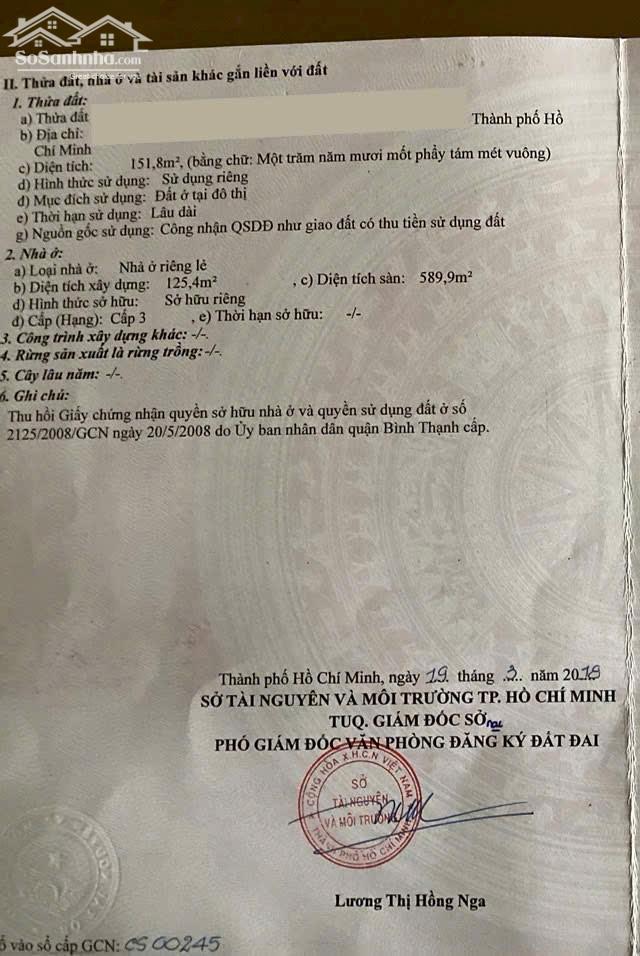 SoSanhnha.com
II. Thửa đất, nhà ở và tài sản khác gắn liền với đất
1. Thửa đất:
a) Thửa đất
b) Địa chỉ: Thành phố Hồ
Chí Minh
c) Diện tích: 151,8m², (bằng chữ: Một trăm năm mươi mốt phẩy tám mét vuông)
d) Hình thức sử dụng: Sử dụng riêng
đ) Mục đích sử dụng: Đất ở tại đô thị
e) Thời hạn sử dụng: Lâu dài
g) Nguồn gốc sử dụng: Công nhận QSDĐ như giao đất có thu tiền sử dụng đất
2. Nhà ở:
a) Loại nhà ở: Nhà ở riêng lẻ
b) Diện tích xây dựng: 125,4m² , c) Diện tích sàn: 589,9m²
d) Hình thức sở hữu: Sở hữu riêng
đ) Cấp (Hạng): Cấp 3 , e) Thời hạn sở hữu: -/-
3. Công trình xây dựng khác: -/-.
4. Rừng sản xuất là rừng trồng: -/-.
5. Cây lâu năm: -/-.
6. Ghi chú:
Thu hồi Giấy chứng nhận quyền sở hữu nhà ở và quyền sử dụng đất ở số
2125/2008/GCN ngày 20/5/2008 do Ủy ban nhân dân quận Bình Thạnh cấp.
Thành phố Hồ Chí Minh, ngày 19 tháng .3.. năm 2018
SỞ TÀI NGUYÊN VÀ MÔI TRƯỜNG TP. HỒ CHÍ MINH
TUQ. GIÁM ĐỐC SỞ
PHÓ GIÁM ĐỐC VĂN PHÒNG ĐĂNG KÝ ĐẤT ĐAI
CỘNG HÒA X.H.C.N VIỆT NAM
SỞ
TÀI NGUYÊN
VÀ MÔI TRƯỜNG
THÀNH PHỐ HỒ CHÍ MINH
Lương Thị Hồng Nga
ố vào sổ cấp GCN: CS 00245